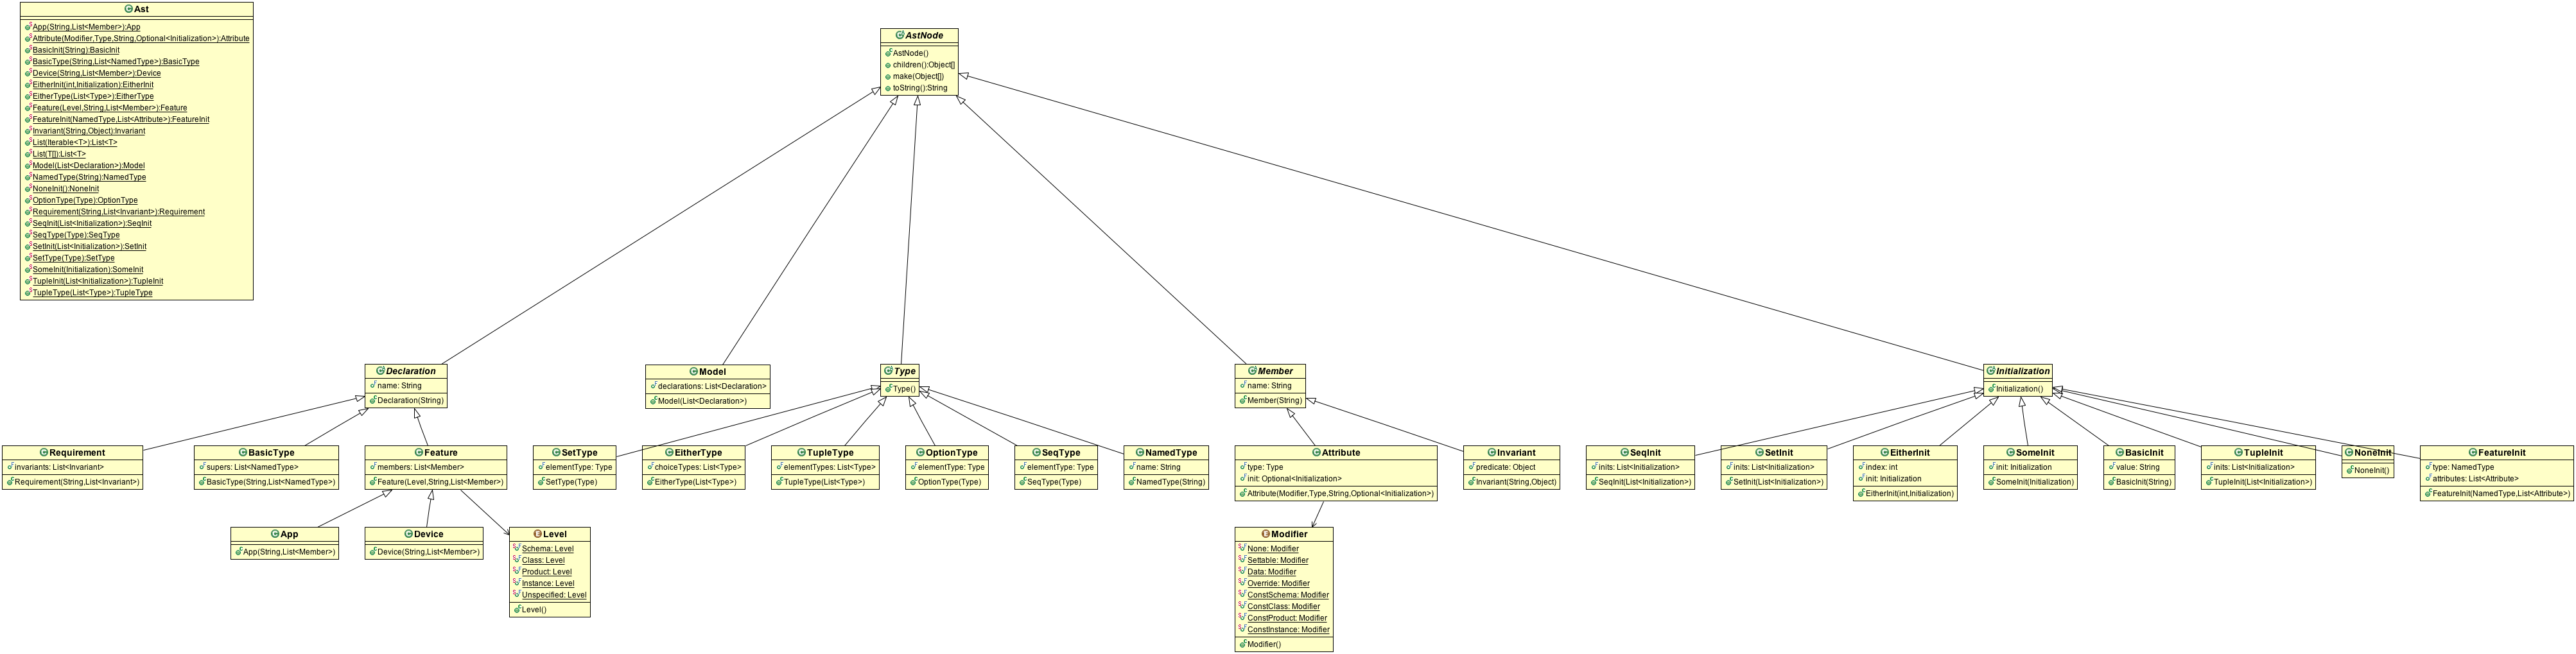 Ast
App(String,List<Member>):App
Attribute(Modifier,Type,String,Optional<Initialization>):Attribute
BasicInit(String):BasicInit
BasicType(String,List<NamedType>):BasicType
Device(String,List<Member>):Device
EitherInit(int,Initialization):EitherInit
EitherType(List<Type>):EitherType
Feature(Level,String,List<Member>):Feature
FeatureInit(NamedType,List<Attribute>):FeatureInit
Invariant(String,Object):Invariant
List(Iterable<T>):List<T>
List(T[]):List<T>
Model(List<Declaration>):Model
NamedType(String):NamedType
NoneInit():NoneInit
OptionType(Type):OptionType
Requirement(String,List<Invariant>):Requirement
SeqInit(List<Initialization>):SeqInit
SeqType(Type):SeqType
SetInit(List<Initialization>):SetInit
SetType(Type):SetType
SomeInit(Initialization):SomeInit
TupleInit(List<Initialization>):TupleInit
TupleType(List<Type>):TupleType
AstNode
AstNode()
children():Object[]
make(Object[])
toString():String
Declaration
name: String
Declaration(String)
Model
declarations: List<Declaration>
Model(List<Declaration>)
Type
Type()
Member
name: String
Member(String)
Initialization
Initialization()
Requirement
invariants: List<Invariant>
Requirement(String,List<Invariant>)
BasicType
supers: List<NamedType>
BasicType(String,List<NamedType>)
Feature
members: List<Member>
Feature(Level,String,List<Member>)
SetType
elementType: Type
SetType(Type)
EitherType
choiceTypes: List<Type>
EitherType(List<Type>)
TupleType
elementTypes: List<Type>
TupleType(List<Type>)
OptionType
elementType: Type
OptionType(Type)
SeqType
elementType: Type
SeqType(Type)
NamedType
name: String
NamedType(String)
Attribute
type: Type
init: Optional<Initialization>
Attribute(Modifier,Type,String,Optional<Initialization>)
Invariant
predicate: Object
Invariant(String,Object)
SeqInit
inits: List<Initialization>
SeqInit(List<Initialization>)
SetInit
inits: List<Initialization>
SetInit(List<Initialization>)
EitherInit
index: int
init: Initialization
EitherInit(int,Initialization)
SomeInit
init: Initialization
SomeInit(Initialization)
BasicInit
value: String
BasicInit(String)
TupleInit
inits: List<Initialization>
TupleInit(List<Initialization>)
NoneInit
NoneInit()
FeatureInit
type: NamedType
attributes: List<Attribute>
FeatureInit(NamedType,List<Attribute>)
App
App(String,List<Member>)
Device
Device(String,List<Member>)
Level
Schema: Level
Class: Level
Product: Level
Instance: Level
Unspecified: Level
Level()
Modifier
None: Modifier
Settable: Modifier
Data: Modifier
Override: Modifier
ConstSchema: Modifier
ConstClass: Modifier
ConstProduct: Modifier
ConstInstance: Modifier
Modifier()